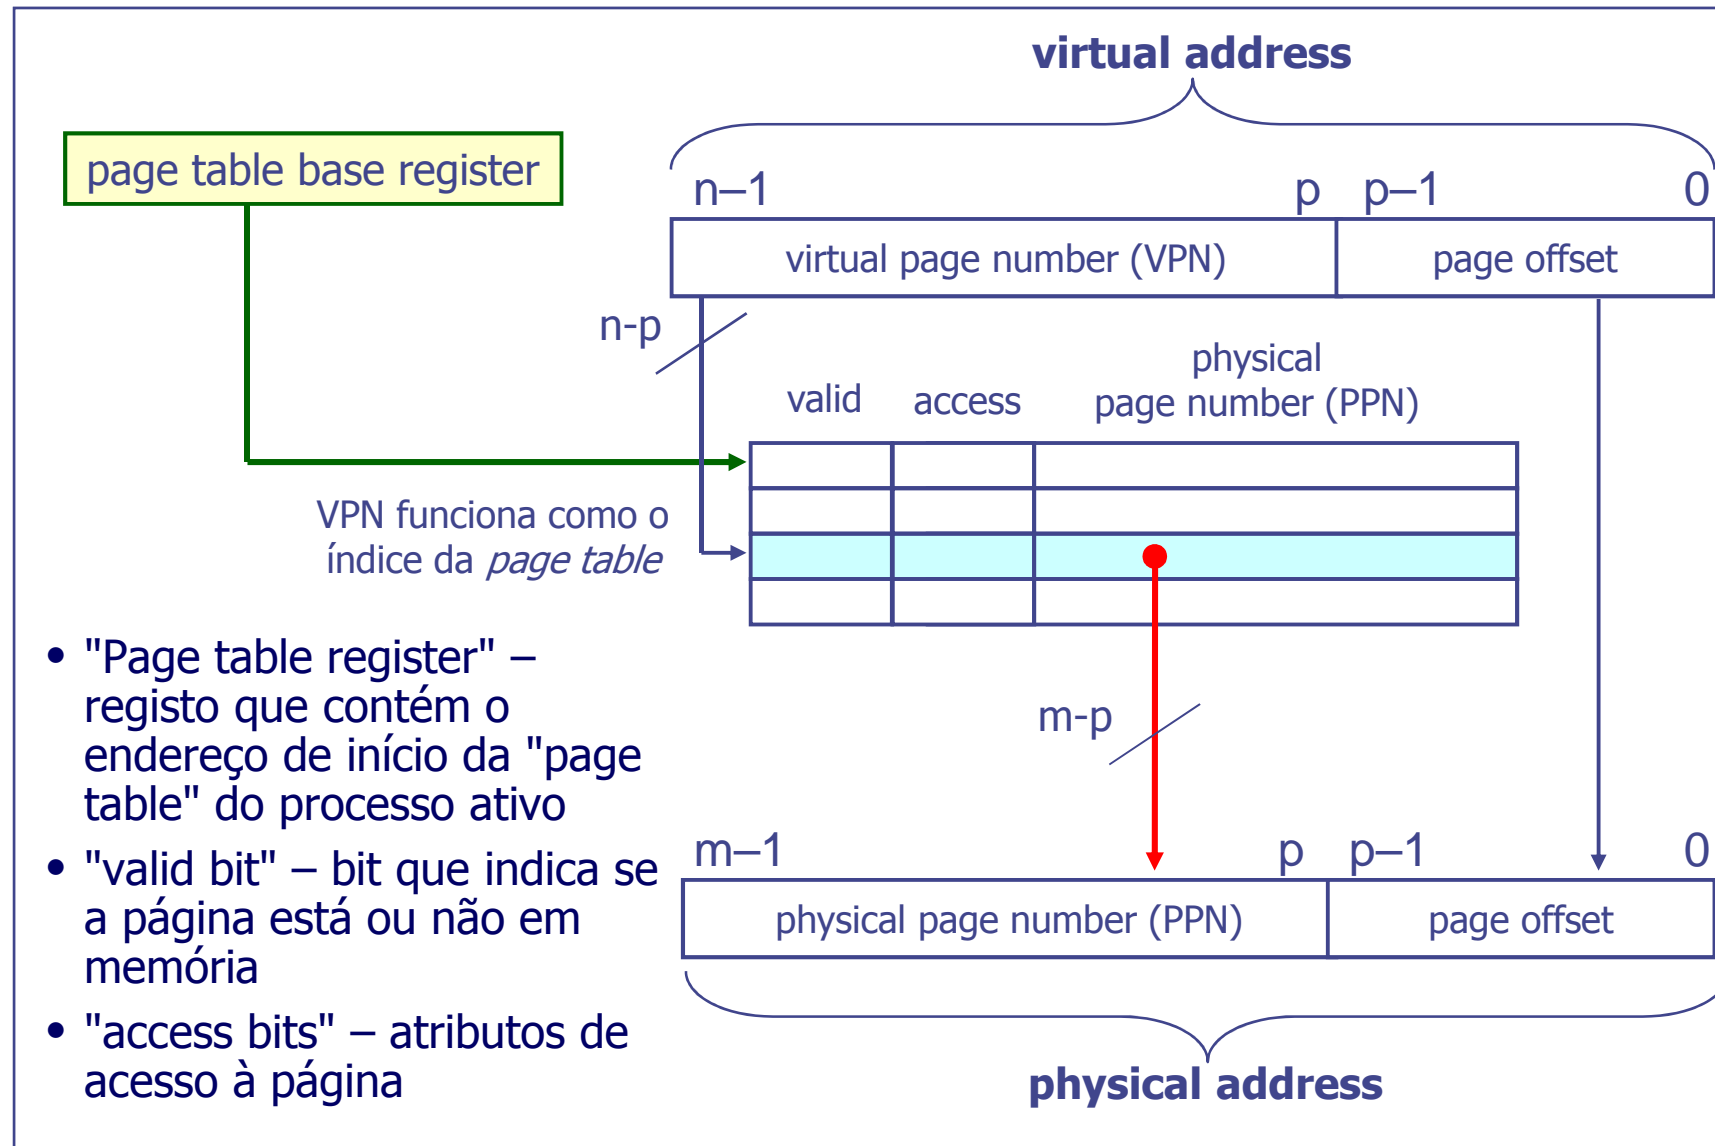 virtual address
page table base register
n–1
p
p–1
0
virtual page number (VPN)
page offset
n-p
physical
valid
access
page number (PPN)
VPN funciona como o
índice da page table
• "Page table register" –
registo que contém o
endereço de início da "page
table" do processo ativo
• "valid bit" – bit que indica se
a página está ou não em
memória
• "access bits" – atributos de
acesso à página
m-p
m–1
p
p–1
0
physical page number (PPN)
page offset
physical address